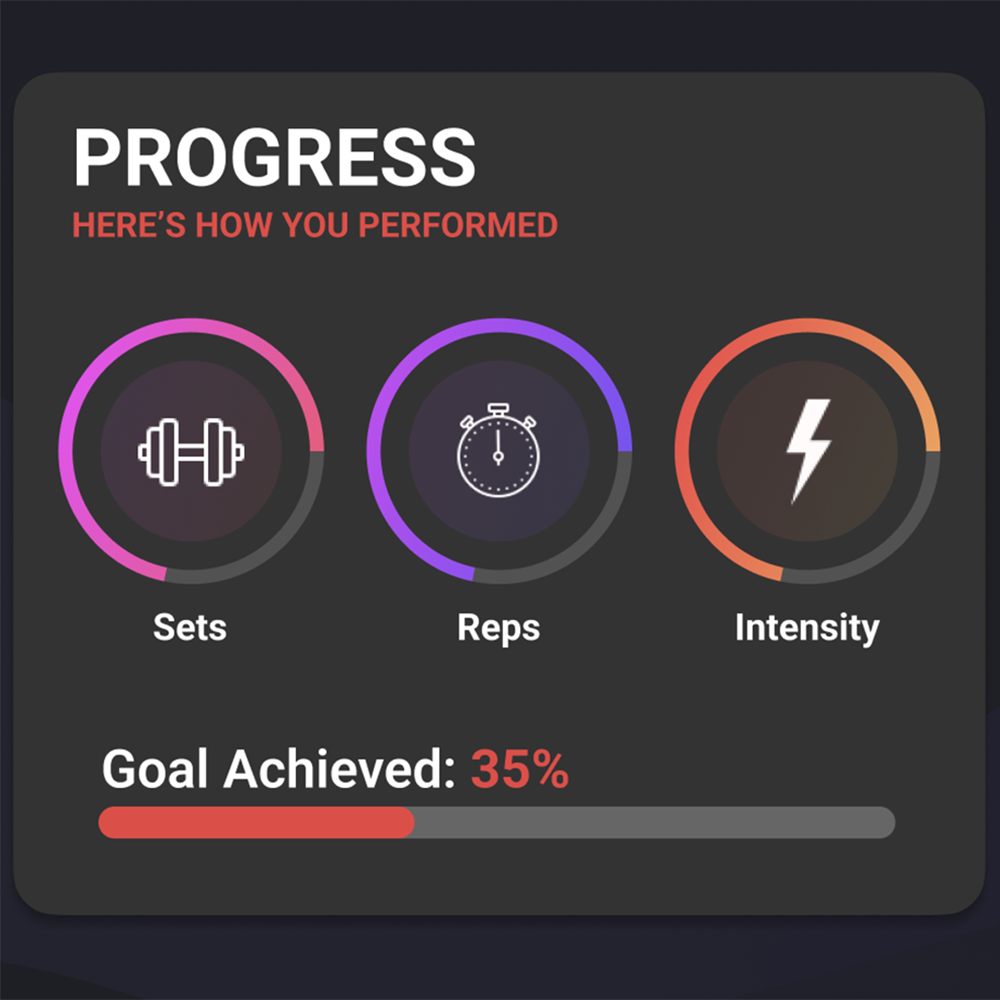 PROGRESS
HERE’S HOW YOU PERFORMED
Sets
Reps
Intensity
Goal Achieved: 35%